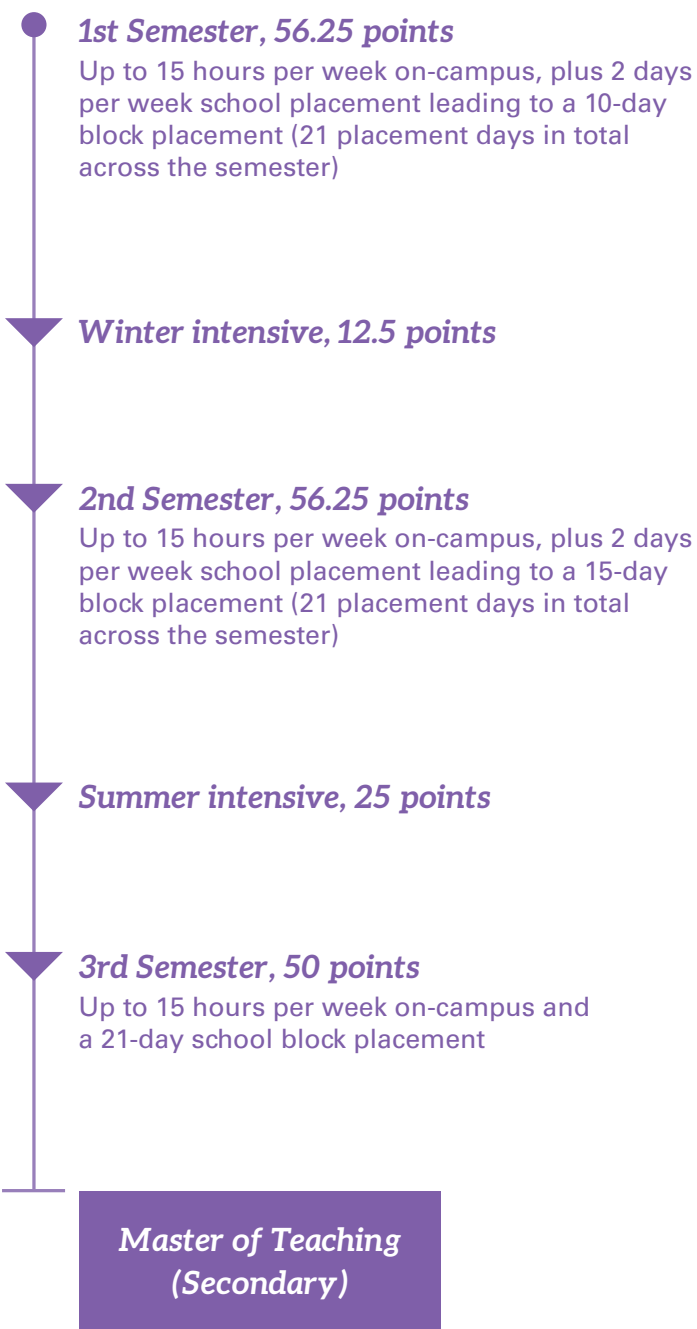 1st Semester, 56.25 points
Up to 15 hours per week on-campus, plus 2 days
per week school placement leading to a 10-day
block placement (21 placement days in total
across the semester)
Winter intensive, 12.5 points
2nd Semester, 56.25 points
Up to 15 hours per week on-campus, plus 2 days
per week school placement leading to a 15-day
block placement (21 placement days in total
across the semester)
Summer intensive, 25 points
3rd Semester, 50 points
Up to 15 hours per week on-campus and
a 21-day school block placement
Master of Teaching
(Secondary)